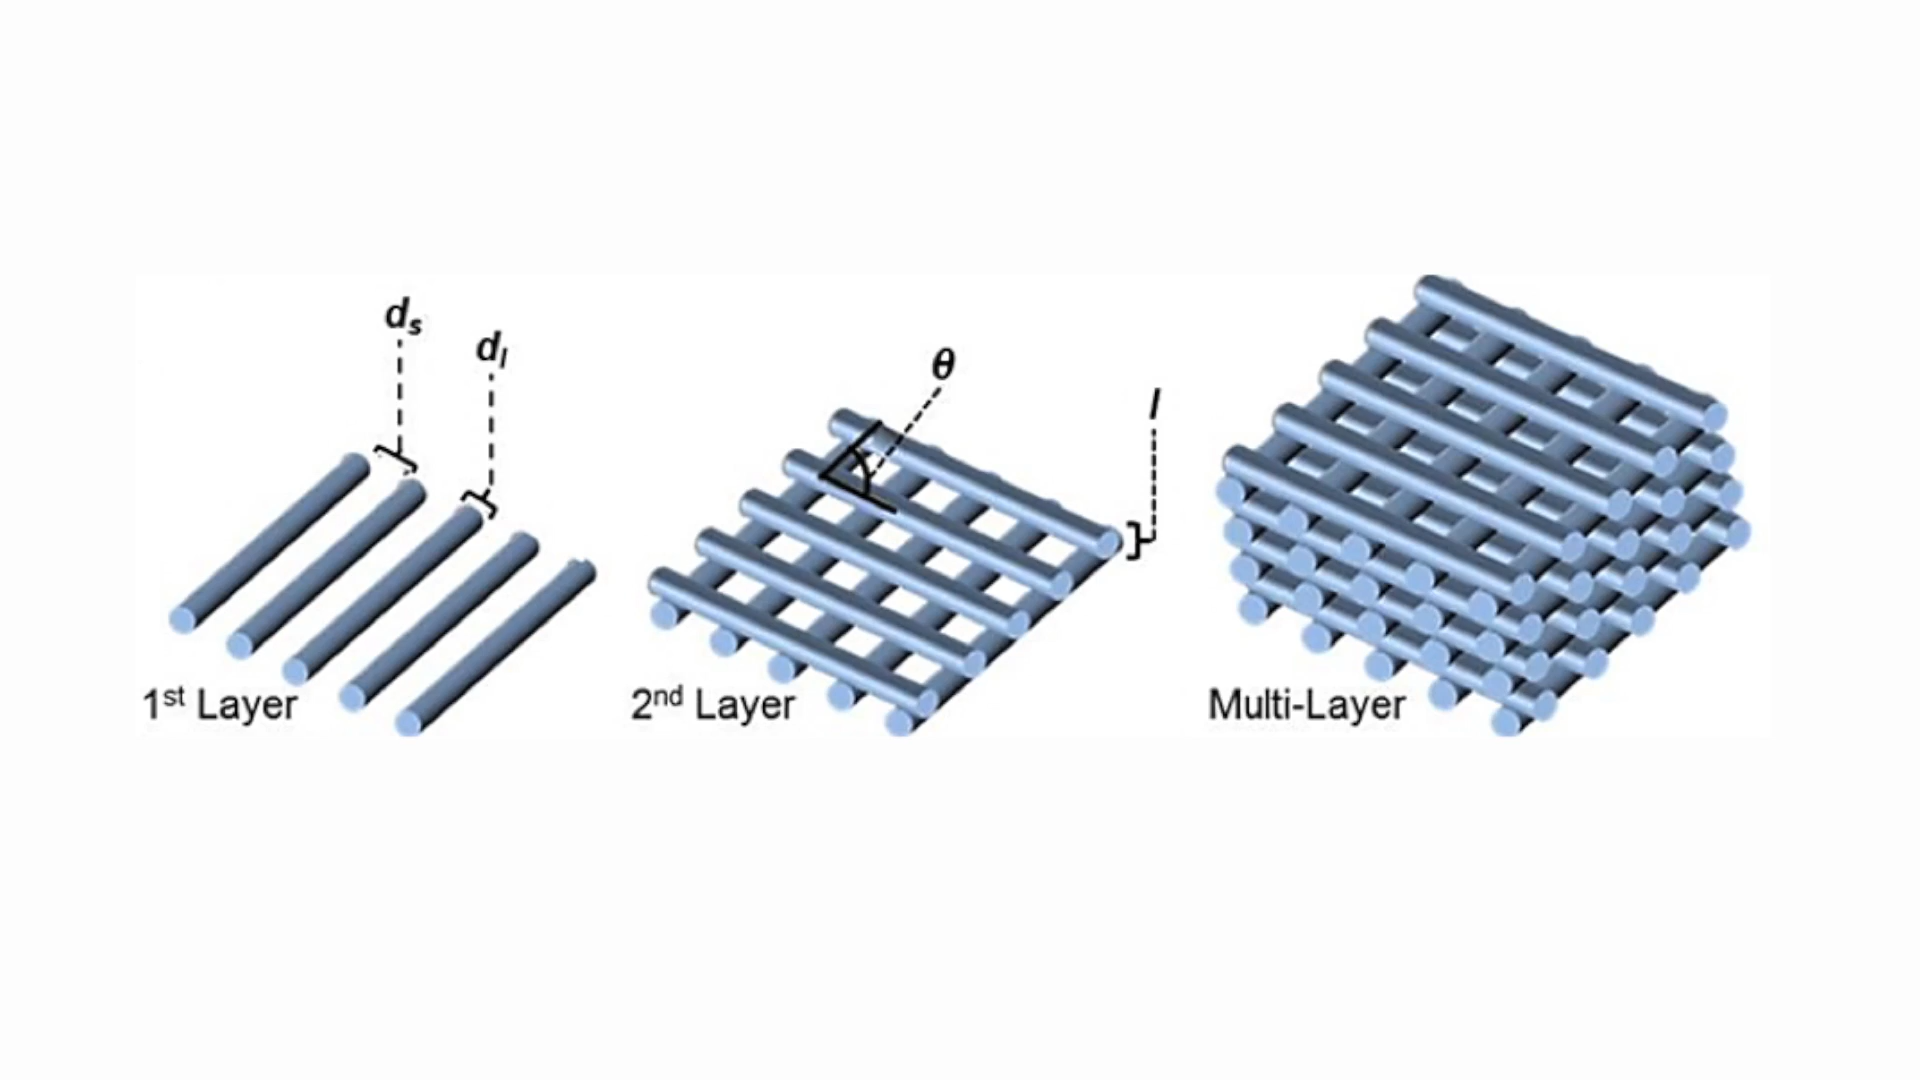 d_s
d_l
θ
l
1st Layer
2nd Layer
Multi-Layer